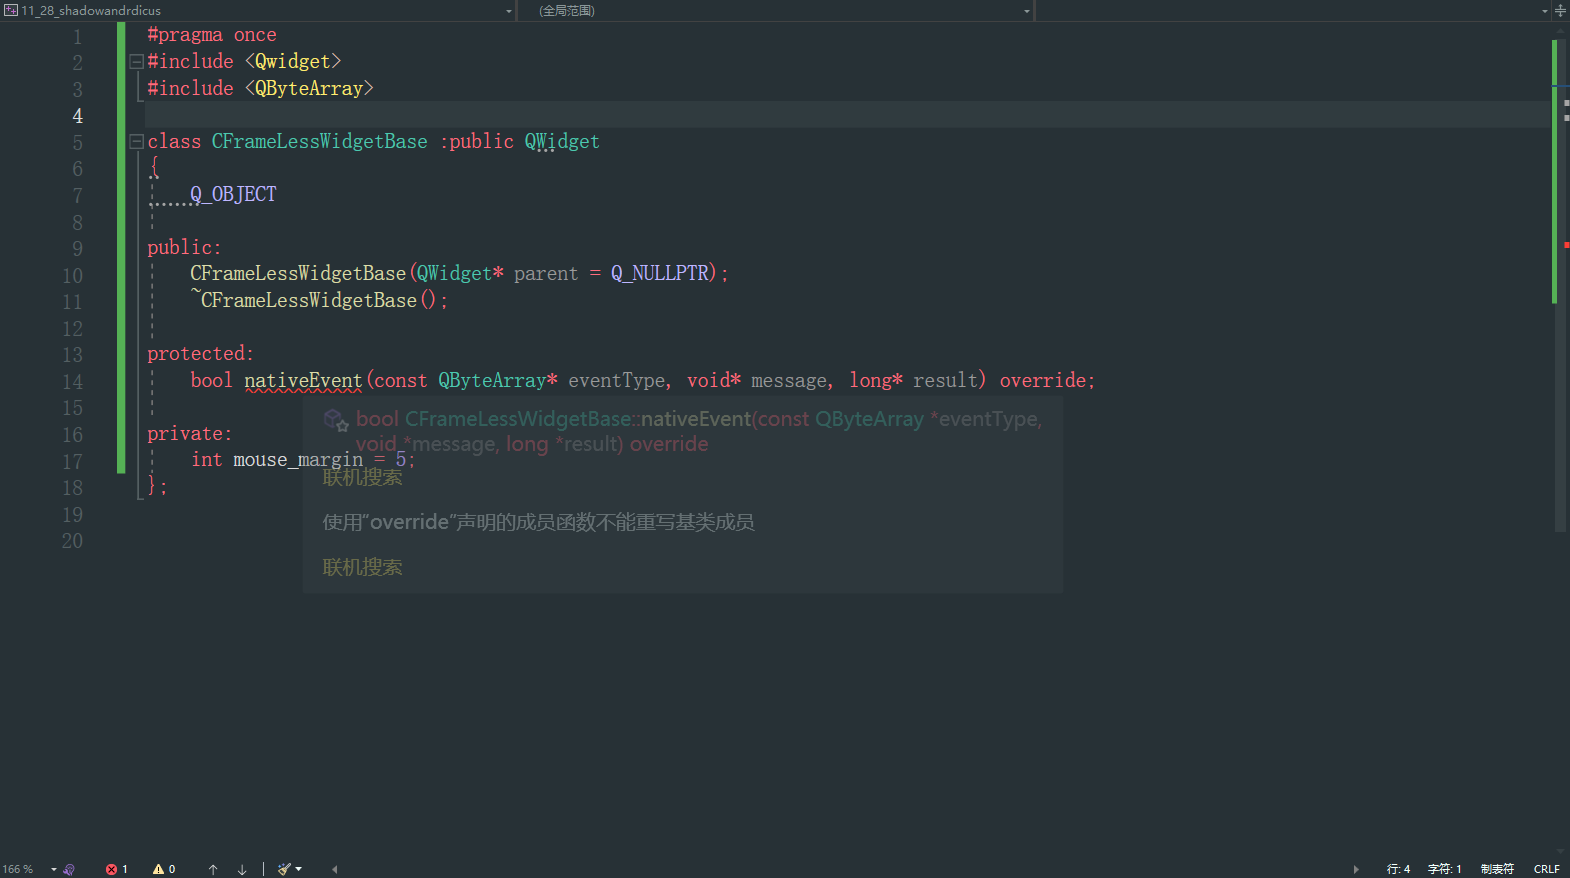 11_28_shadowandrdicus
(全局范围)
1 #pragma once
2 #include <Qwidget>
3 #include <QByteArray>
4
5 class CFrameLessWidgetBase :public QWidget
6 {
7 Q_OBJECT
8
9 public:
10 CFrameLessWidgetBase(QWidget* parent = Q_NULLPTR);
11 ~CFrameLessWidgetBase();
12
13 protected:
14 bool nativeEvent(const QByteArray* eventType, void* message, long* result) override;
15
bool CFrameLessWidgetBase::nativeEvent(const QByteArray *eventType,
void *message, long *result) override
16 private:
17 int mouse_margin = 5;
联机搜索
18 };
19
使用"override"声明的成员函数不能重写基类成员
20
联机搜索
166 %
1
0
行: 4
字符: 1
制表符
CRLF